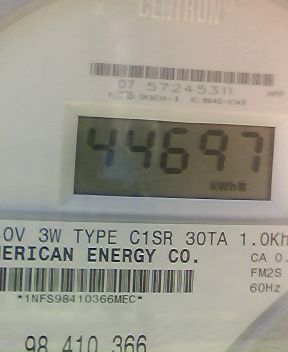 CENTRON
07 57245311
44697
kWh
0V 3W TYPE C1SR 30TA 1.0Kh
ERICAN ENERGY CO.
CA 0.
FM2S
60Hz
*1NFS98410366MEC*
98 410 366